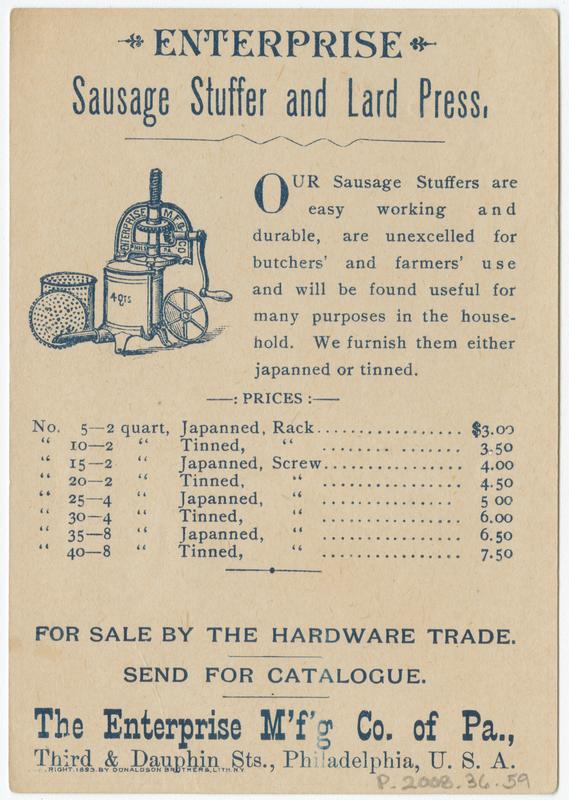 ENTERPRISE
Sausage Stuffer and Lard Press.
ENTERPRISE M'F'G CO
4 QTS
OUR Sausage Stuffers are
easy working and
durable, are unexcelled for
butchers' and farmers' use
and will be found useful for
many purposes in the house-
hold. We furnish them either
japanned or tinned.
—: PRICES :—
No. 5—2 quart, Japanned, Rack................ $3.00
“ 10—2 “ Tinned, “ ........ ....... 3.50
“ 15—2 “ Japanned, Screw............... 4.00
“ 20—2 “ Tinned, “ ............... 4.50
“ 25—4 “ Japanned, “ ............... 5 00
“ 30—4 “ Tinned, “ ............... 6.00
“ 35—8 “ Japanned, “ ............... 6.50
“ 40—8 “ Tinned, “ ............... 7.50
FOR SALE BY THE HARDWARE TRADE.
SEND FOR CATALOGUE.
The Enterprise M'f'g Co. of Pa.,
Third & Dauphin Sts., Philadelphia, U. S. A.
RIGHT. 1893. BY DONALDSON BROTHERS, LITH. N.Y.
P.2008.36.59